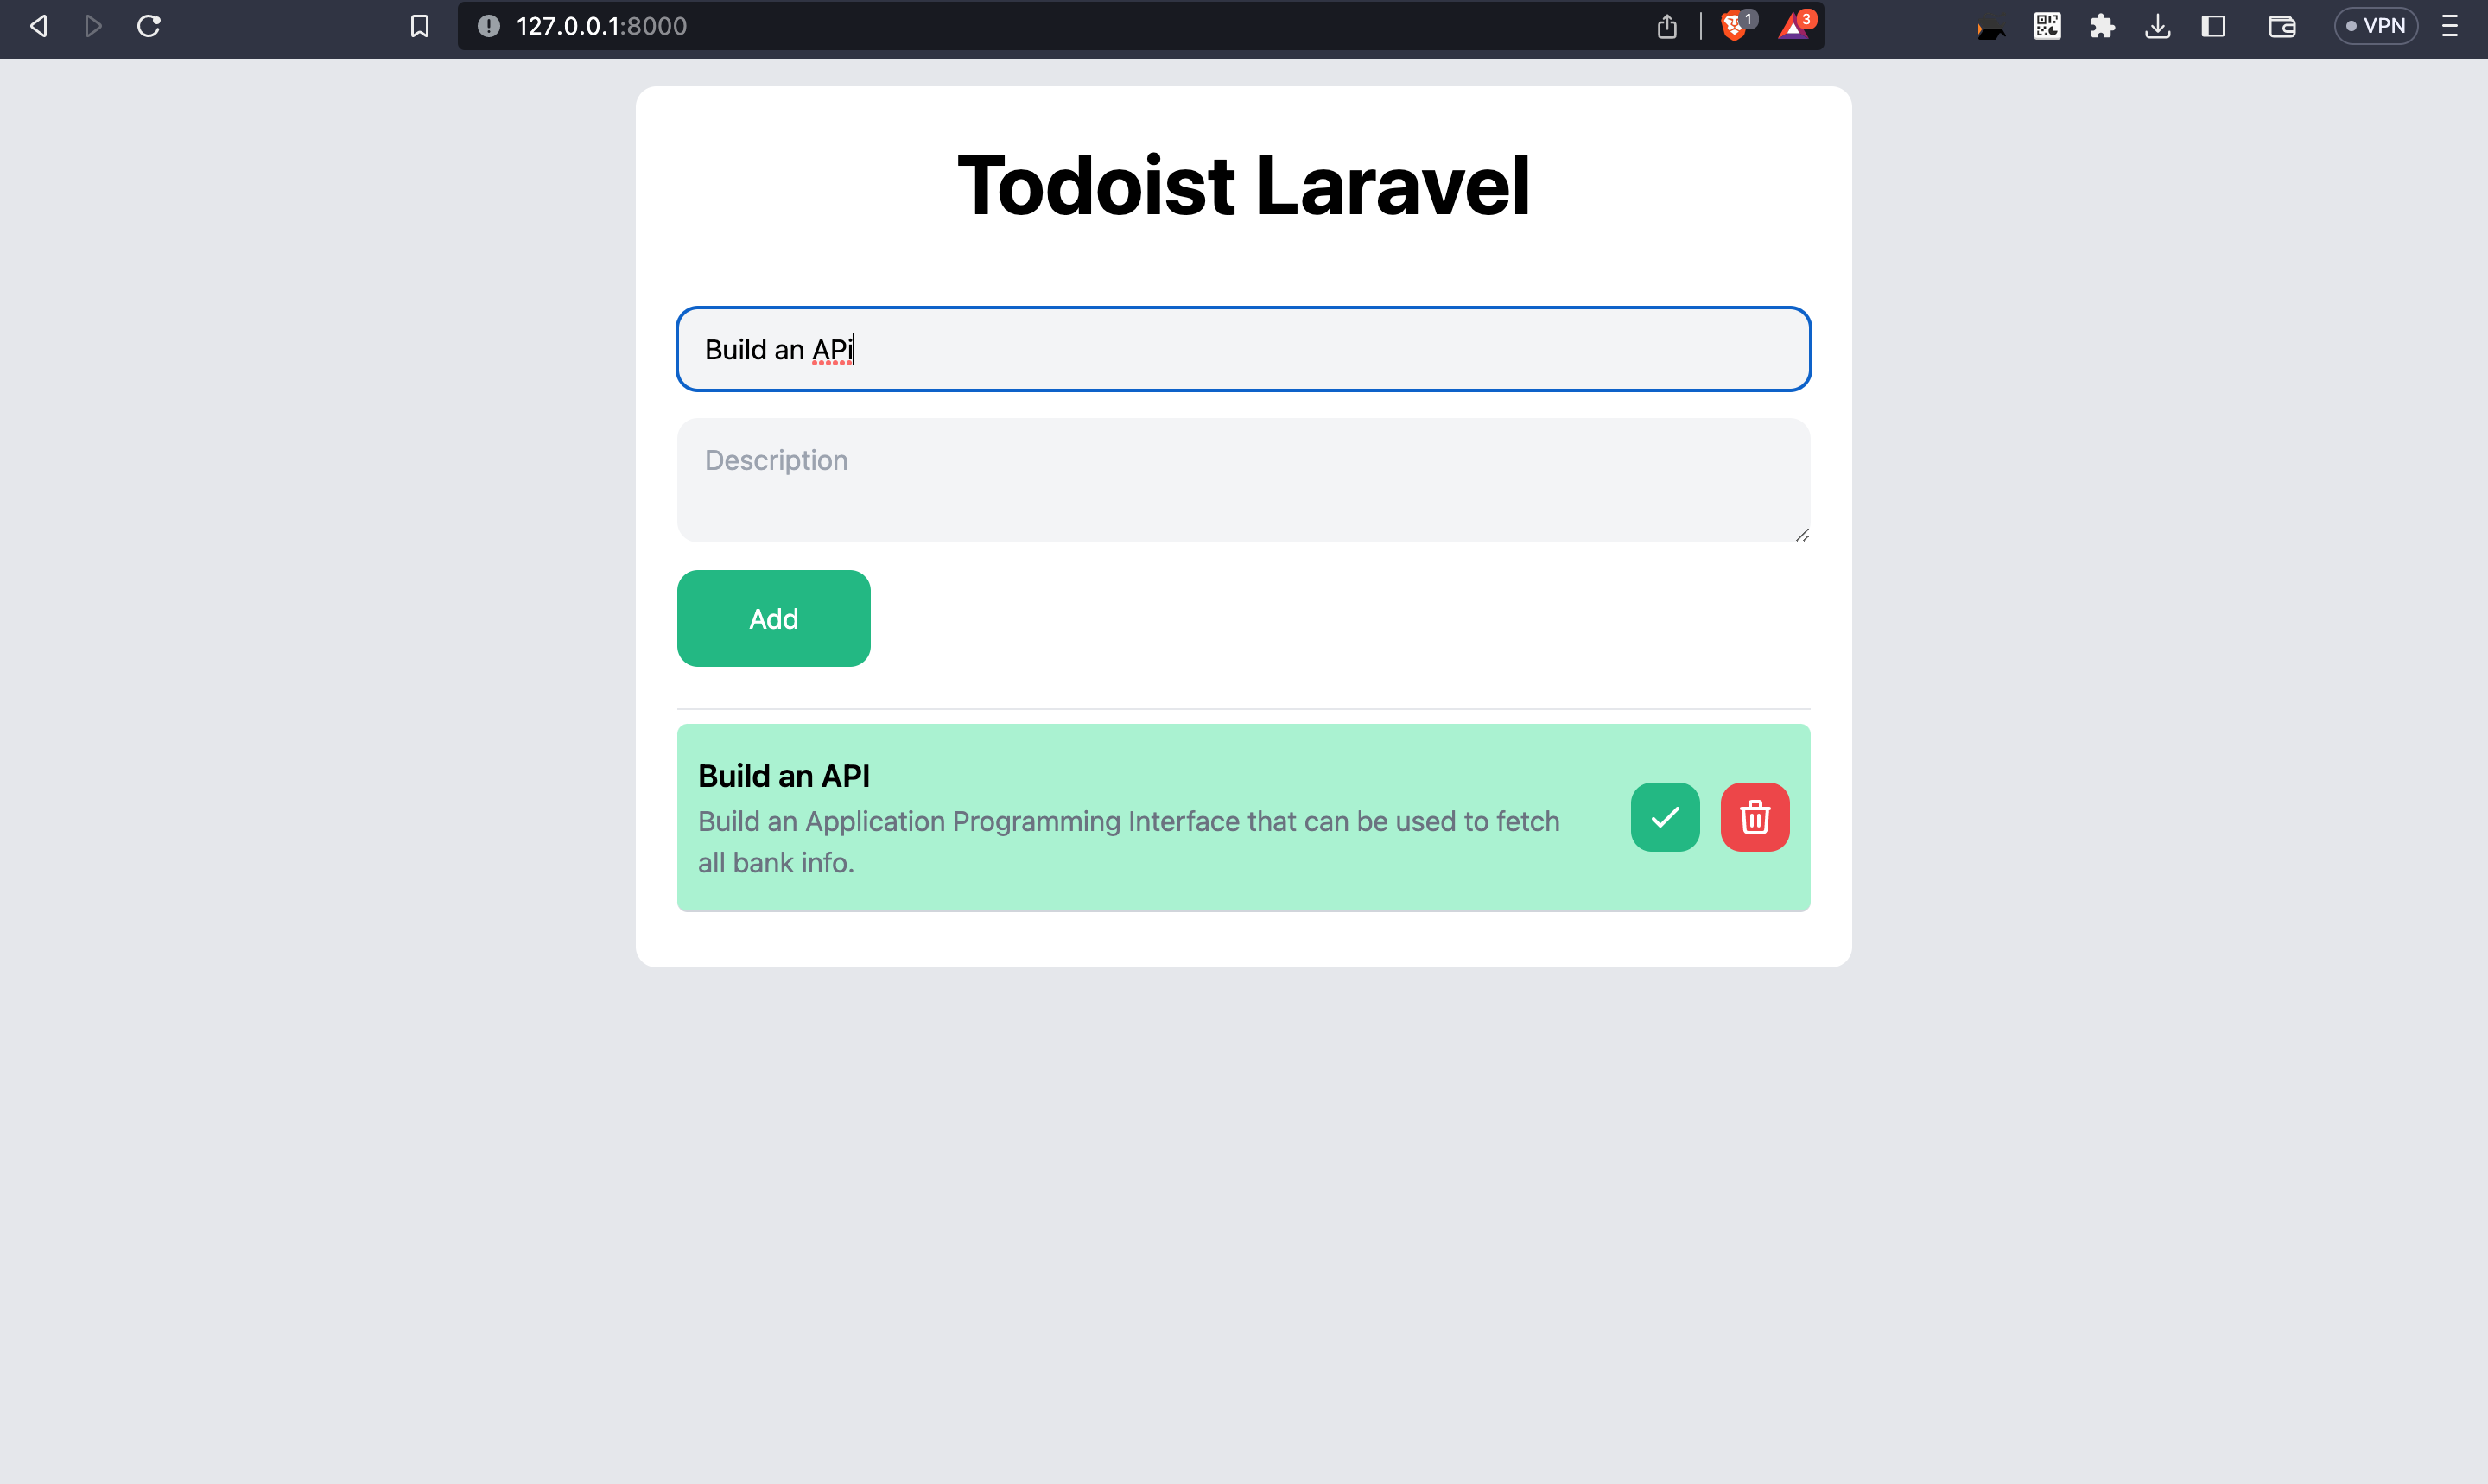 127.0.0.1:8000
1
3
VPN
Todoist Laravel
Build an APi
Description
Add
Build an API
Build an Application Programming Interface that can be used to fetch
all bank info.